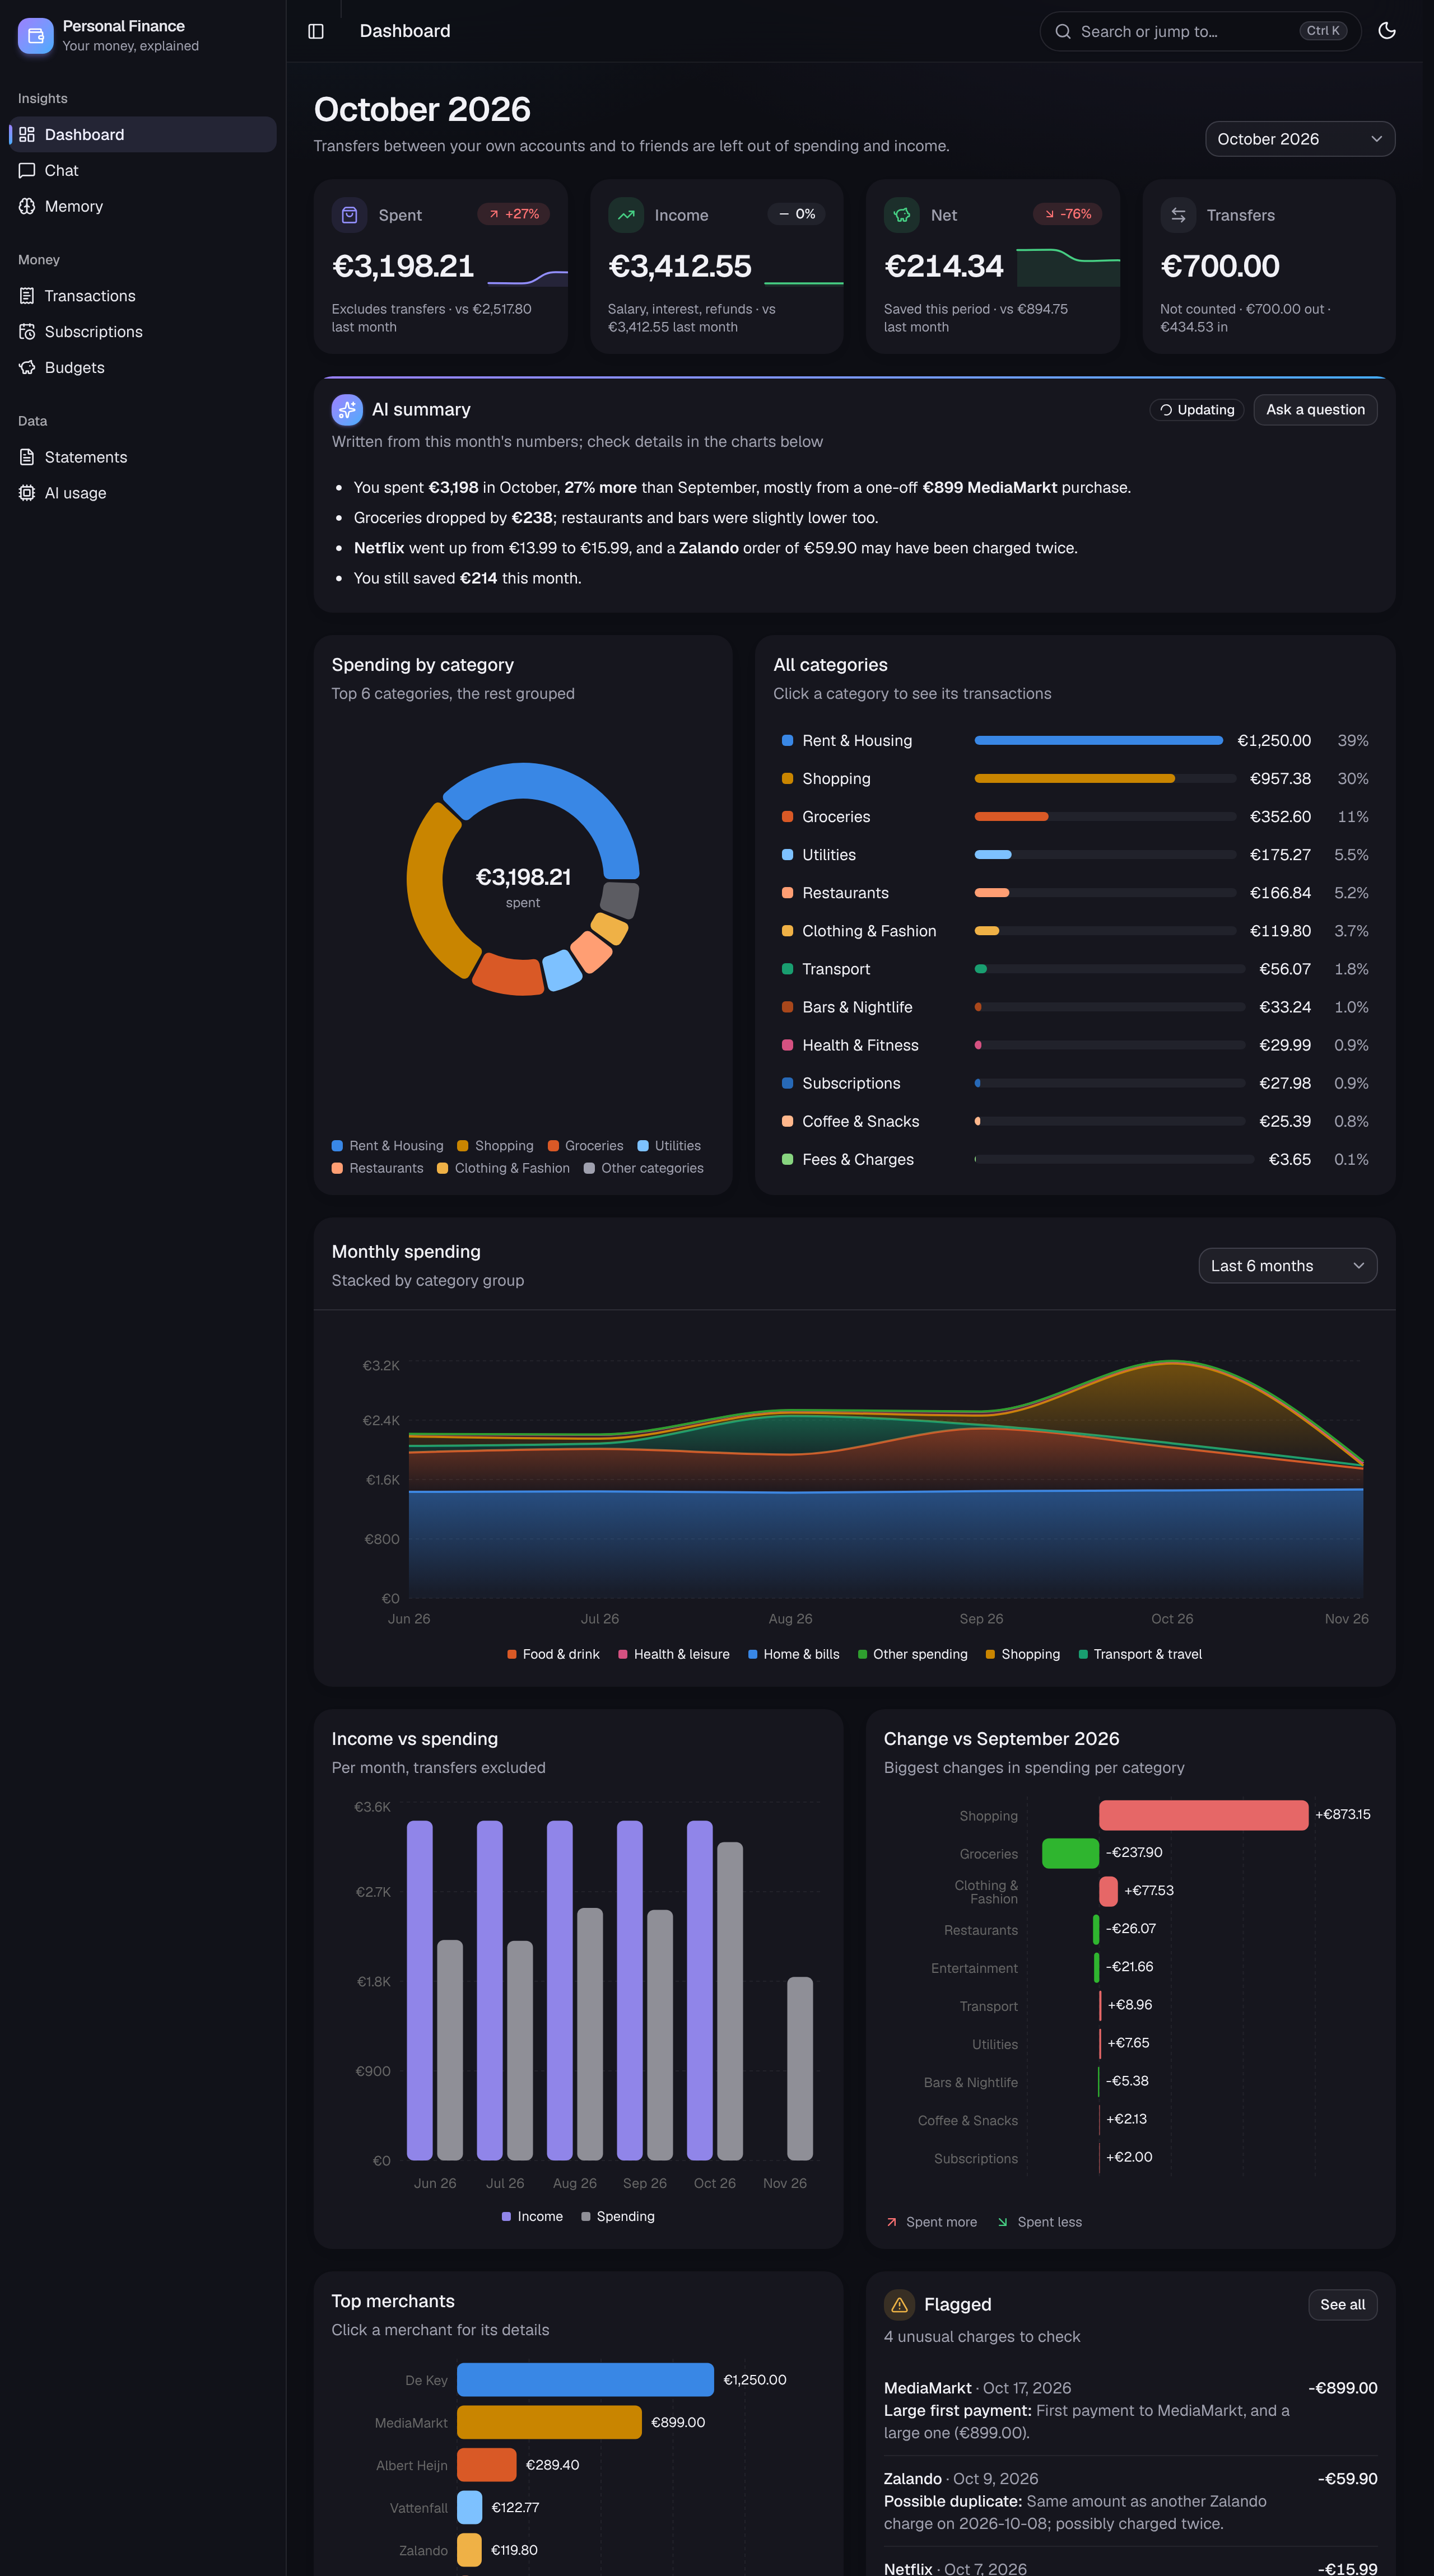 Personal Finance
Your money, explained
Insights
Dashboard
Chat
Memory
Money
Transactions
Subscriptions
Budgets
Data
Statements
AI usage
Dashboard
Search or jump to...
Ctrl K
October 2026
Transfers between your own accounts and to friends are left out of spending and income.
October 2026
Spent
+27%
€3,198.21
Excludes transfers · vs €2,517.80
last month
Income
0%
€3,412.55
Salary, interest, refunds · vs
€3,412.55 last month
Net
-76%
€214.34
Saved this period · vs €894.75
last month
Transfers
€700.00
Not counted · €700.00 out ·
€434.53 in
AI summary
Updating
Ask a question
Written from this month's numbers; check details in the charts below
• You spent €3,198 in October, 27% more than September, mostly from a one-off €899 MediaMarkt purchase.
• Groceries dropped by €238; restaurants and bars were slightly lower too.
• Netflix went up from €13.99 to €15.99, and a Zalando order of €59.90 may have been charged twice.
• You still saved €214 this month.
Spending by category
Top 6 categories, the rest grouped
€3,198.21
spent
Rent & Housing Shopping Groceries Utilities
Restaurants Clothing & Fashion Other categories
All categories
Click a category to see its transactions
Rent & Housing €1,250.00 39%
Shopping €957.38 30%
Groceries €352.60 11%
Utilities €175.27 5.5%
Restaurants €166.84 5.2%
Clothing & Fashion €119.80 3.7%
Transport €56.07 1.8%
Bars & Nightlife €33.24 1.0%
Health & Fitness €29.99 0.9%
Subscriptions €27.98 0.9%
Coffee & Snacks €25.39 0.8%
Fees & Charges €3.65 0.1%
Monthly spending
Stacked by category group
Last 6 months
€3.2K
€2.4K
€1.6K
€800
€0
Jun 26 Jul 26 Aug 26 Sep 26 Oct 26 Nov 26
Food & drink Health & leisure Home & bills Other spending Shopping Transport & travel
Income vs spending
Per month, transfers excluded
€3.6K
€2.7K
€1.8K
€900
€0
Jun 26 Jul 26 Aug 26 Sep 26 Oct 26 Nov 26
Income Spending
Change vs September 2026
Biggest changes in spending per category
Shopping +€873.15
Groceries -€237.90
Clothing &
Fashion +€77.53
Restaurants -€26.07
Entertainment -€21.66
Transport +€8.96
Utilities +€7.65
Bars & Nightlife -€5.38
Coffee & Snacks +€2.13
Subscriptions +€2.00
Spent more Spent less
Top merchants
Click a merchant for its details
De Key €1,250.00
MediaMarkt €899.00
Albert Heijn €289.40
Vattenfall €122.77
Zalando €119.80
Flagged
See all
4 unusual charges to check
MediaMarkt · Oct 17, 2026 -€899.00
Large first payment: First payment to MediaMarkt, and a
large one (€899.00).
Zalando · Oct 9, 2026 -€59.90
Possible duplicate: Same amount as another Zalando
charge on 2026-10-08; possibly charged twice.
Netflix · Oct 7, 2026 -€15.99